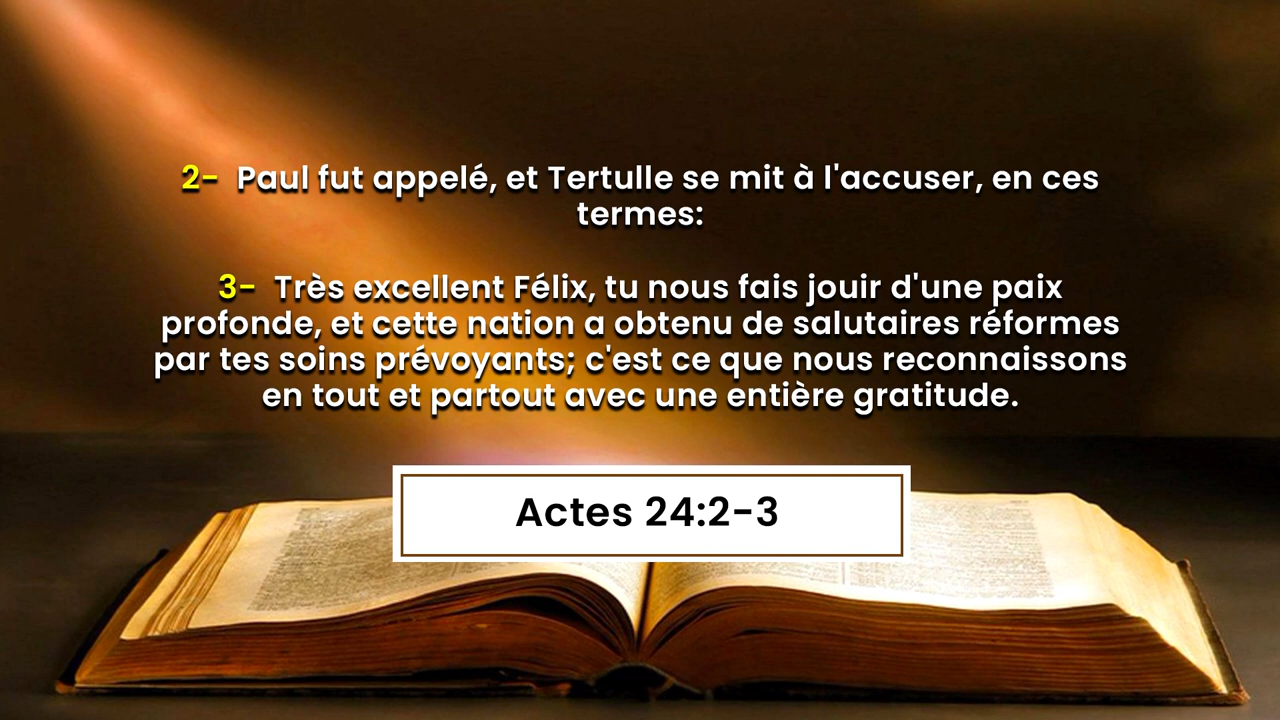 2- Paul fut appelé, et Tertulle se mit à l'accuser, en ces
termes:
3- Très excellent Félix, tu nous fais jouir d'une paix
profonde, et cette nation a obtenu de salutaires réformes
par tes soins prévoyants; c'est ce que nous reconnaissons
en tout et partout avec une entière gratitude.
Actes 24:2-3